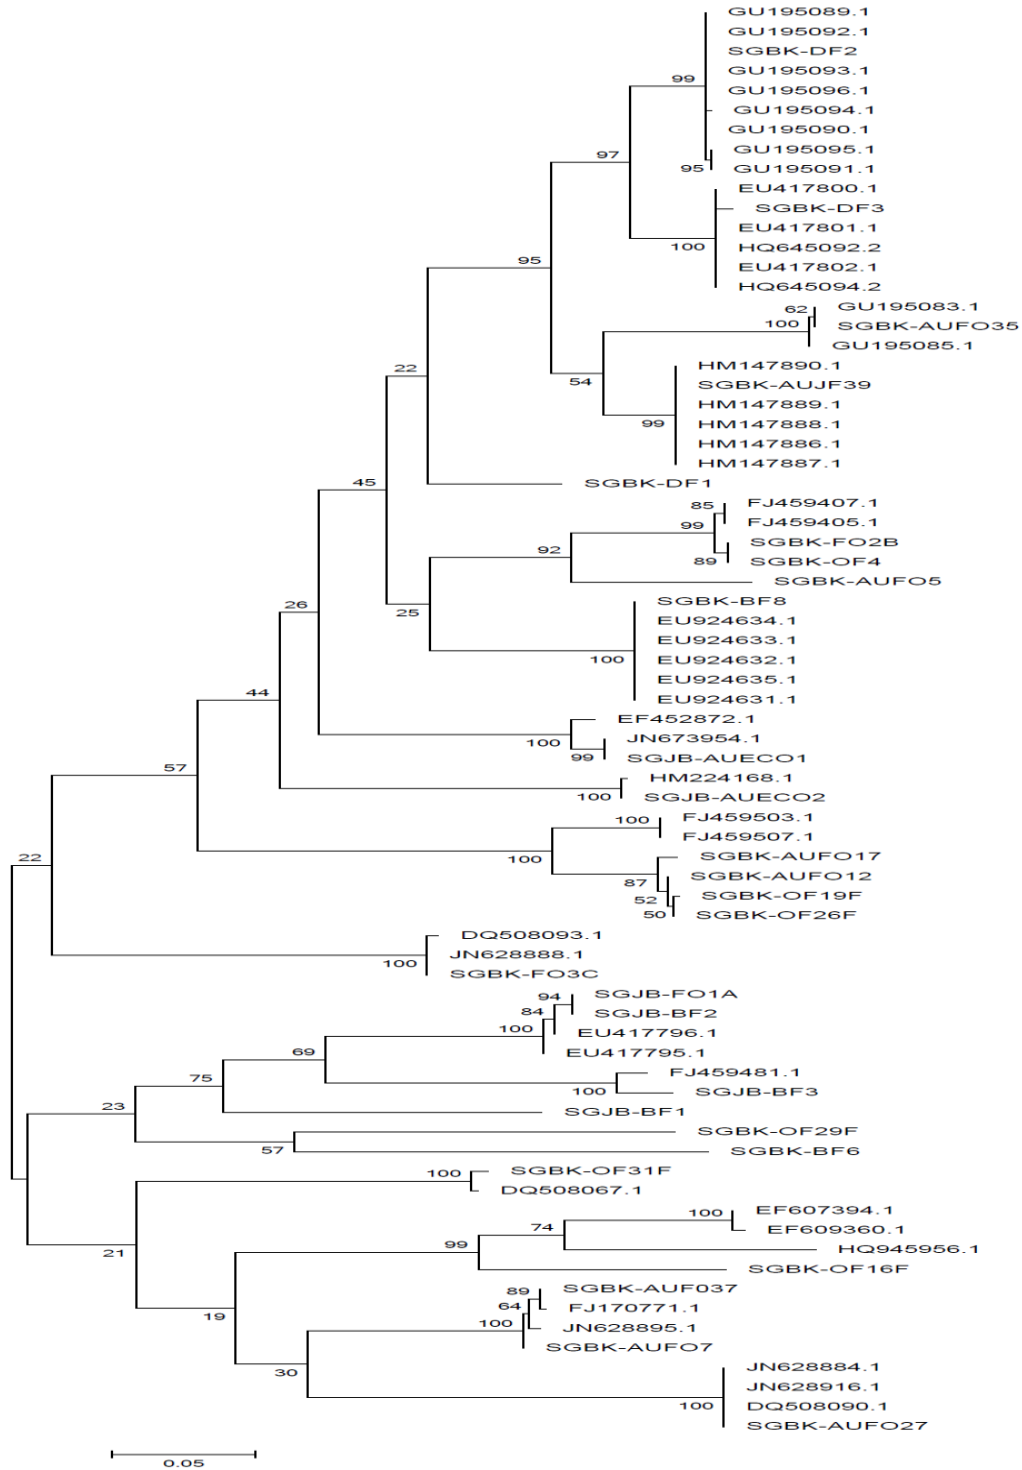 GU195089.1
GU195092.1
SGBK-DF2
GU195093.1
99
GU195096.1
GU195094.1
GU195090.1
GU195095.1
97
95
GU195091.1
EU417800.1
SGBK-DF3
EU417801.1
100
HQ645092.2
95
EU417802.1
HQ645094.2
62
GU195083.1
100
SGBK-AUFO35
GU195085.1
22
HM147890.1
54
SGBK-AUJF39
HM147889.1
99
HM147888.1
HM147886.1
HM147887.1
45
SGBK-DF1
85
FJ459407.1
99
FJ459405.1
92
SGBK-FO2B
89
SGBK-OF4
SGBK-AUFO5
26
25
SGBK-BF8
EU924634.1
EU924633.1
100
EU924632.1
EU924635.1
44
EU924631.1
EF452872.1
100
JN673954.1
99
SGJB-AUECO1
57
HM224168.1
100
SGJB-AUECO2
100
FJ459503.1
FJ459507.1
22
100
SGBK-AUFO17
87
SGBK-AUFO12
52
SGBK-OF19F
50
SGBK-OF26F
DQ508093.1
JN628888.1
100
SGBK-FO3C
94
SGJB-FO1A
84
SGJB-BF2
100
EU417796.1
69
EU417795.1
75
FJ459481.1
100
SGJB-BF3
23
SGJB-BF1
SGBK-OF29F
57
SGBK-BF6
100
SGBK-OF31F
DQ508067.1
100
EF607394.1
74
EF609360.1
21
99
HQ945956.1
SGBK-OF16F
89
SGBK-AUF037
64
FJ170771.1
19
100
JN628895.1
SGBK-AUFO7
30
JN628884.1
JN628916.1
100
DQ508090.1
SGBK-AUFO27
0.05